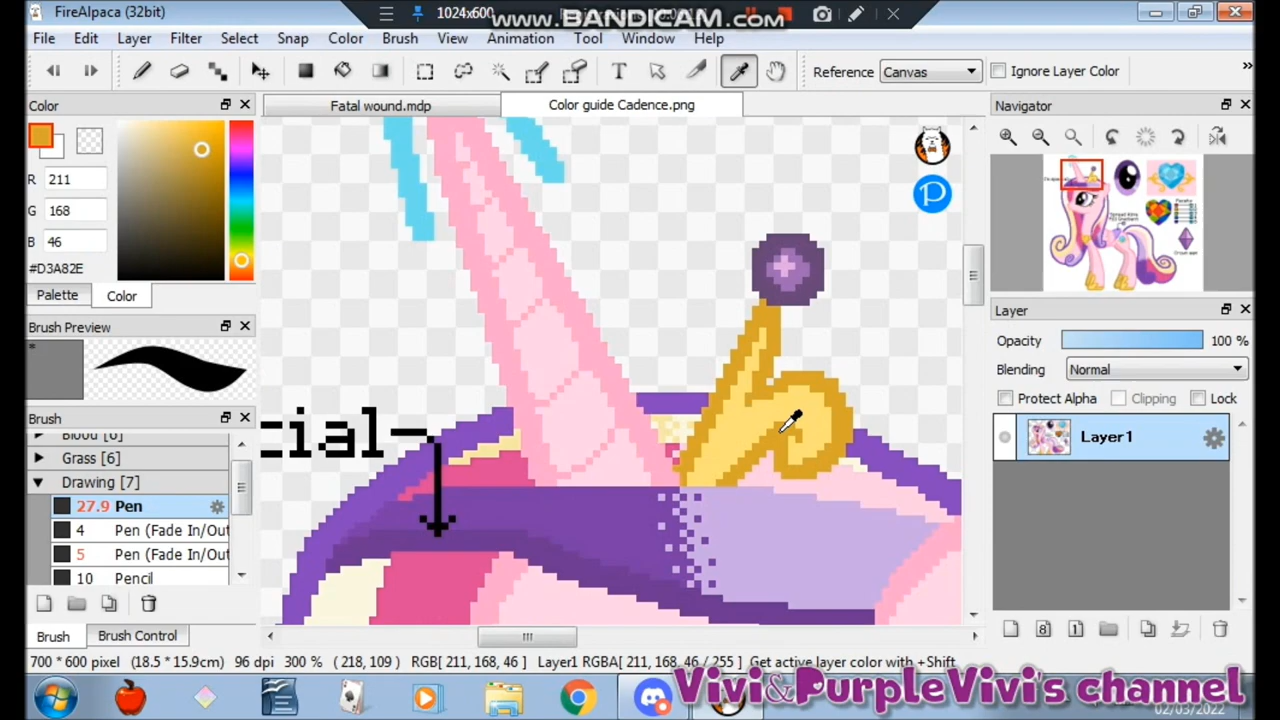 FireAlpaca (32bit)
1024x600
WWW.BANDICAM.COM
File Edit Layer Filter Select Snap Color Brush View Animation Tool Window Help
Reference Canvas Ignore Layer Color
Color
Fatal wound.mdp
Color guide Cadence.png
Navigator
R 211
G 168
B 46
#D3A82E
Palette Color
Brush Preview
Layer
Opacity 100 %
Blending Normal
Protect Alpha Clipping Lock
Layer1
Brush
Blood [6]
Grass [6]
Drawing [7]
27.9 Pen
4 Pen (Fade In/Out
5 Pen (Fade In/Out
10 Pencil
cial
Brush Brush Control
700 * 600 pixel (18.5 * 15.9cm) 96 dpi 300 % ( 218, 109 ) RGB[ 211, 168, 46 ] Layer1 RGBA[ 211, 168, 46 / 255 ] Get active layer color with +Shift
Vivi&PurpleVivi's channel
02/03/2022